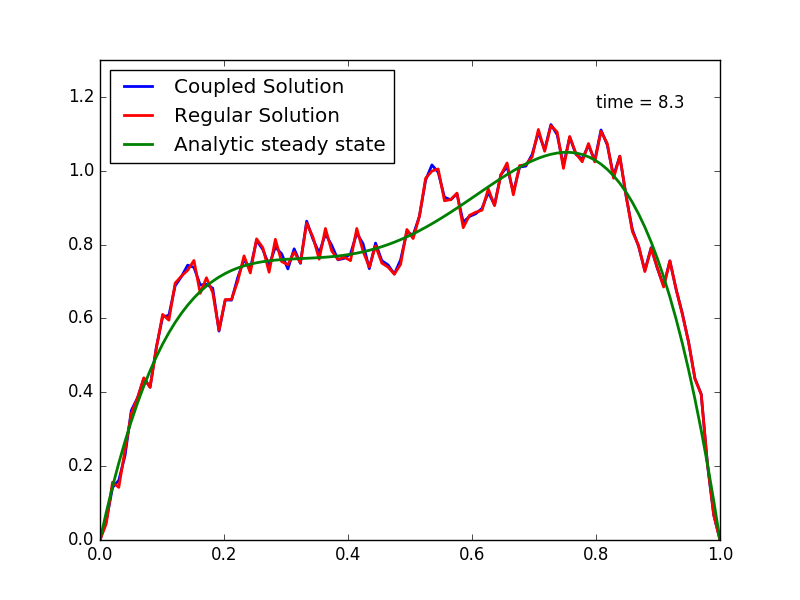 Coupled Solution
Regular Solution
Analytic steady state
time = 8.3
1.2
1.0
0.8
0.6
0.4
0.2
0.0
0.0 0.2 0.4 0.6 0.8 1.0